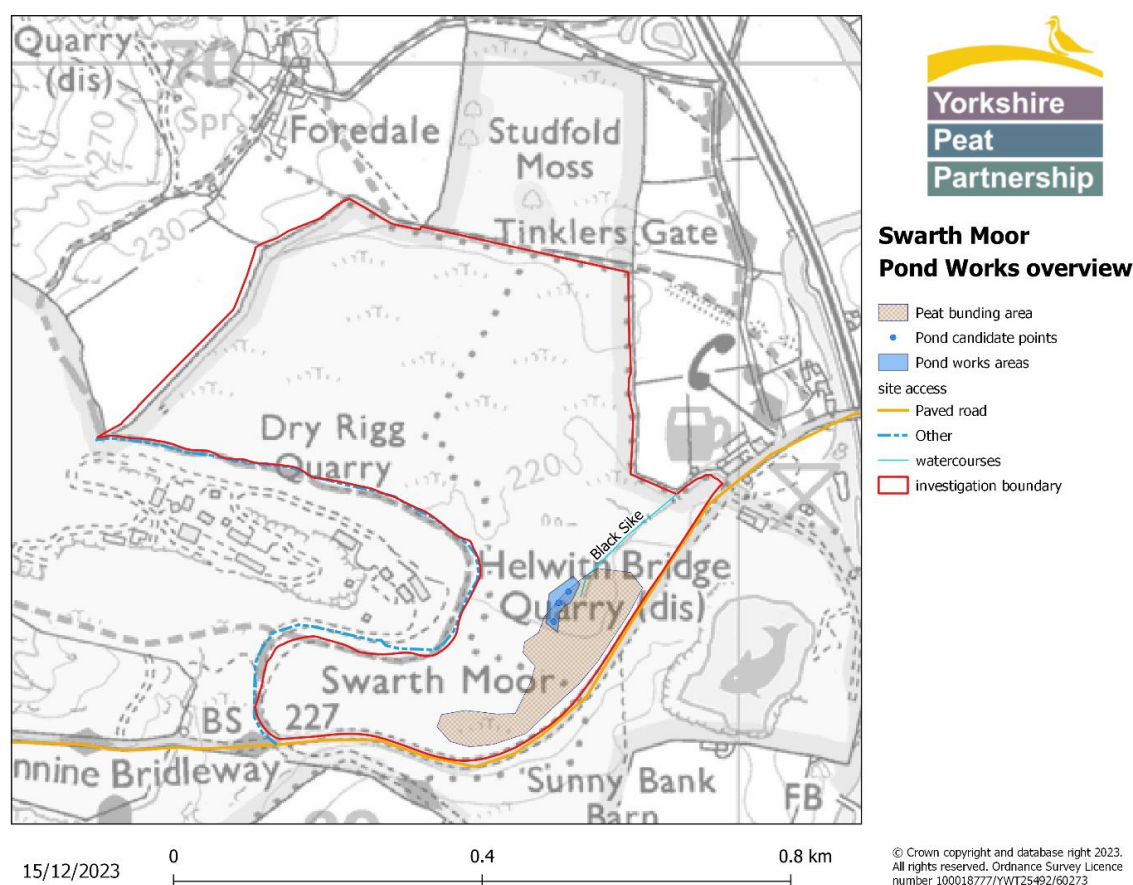 Quarry
(dis)
70
270
Spr
Foredale
Studfold
Moss
230
Tinklers Gate
Dry Rigg
Quarry
220
Black Sike
Helwith Bridge
Quarry (dis)
Swarth Moor
BS
227
nnine Bridleway
Sunny Bank
Barn
FB
Yorkshire
Peat
Partnership
Swarth Moor
Pond Works overview
Peat bunding area
Pond candidate points
Pond works areas
site access
Paved road
Other
watercourses
investigation boundary
15/12/2023
0
0.4
0.8 km
© Crown copyright and database right 2023.
All rights reserved. Ordnance Survey Licence
number 100018777/YWT25492/60273